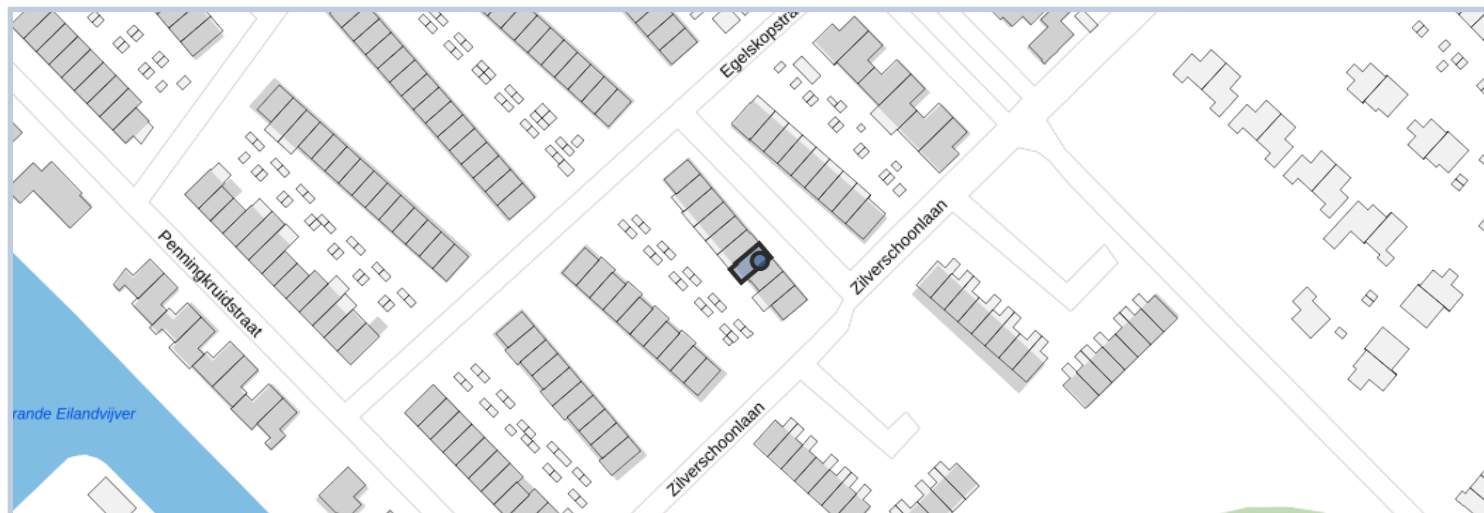 Egelskopstra
Zilverschoonlaan
Penningkruidstraat
rande Eilandvijver
Zilverschoonlaan